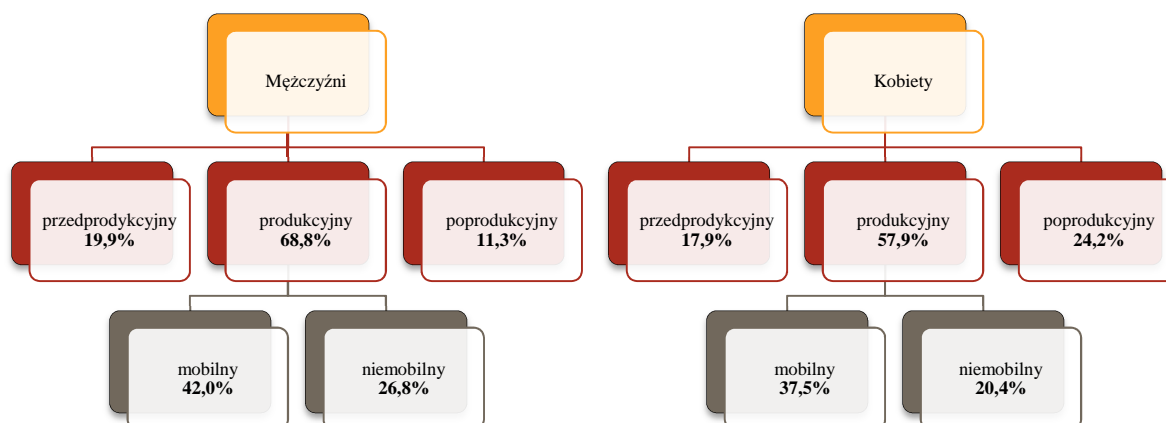 Mężczyźni
przedprodykcyjny
19,9%
produkcyjny
68,8%
poprodukcyjny
11,3%
mobilny
42,0%
niemobilny
26,8%
Kobiety
przedprodykcyjny
17,9%
produkcyjny
57,9%
poprodukcyjny
24,2%
mobilny
37,5%
niemobilny
20,4%